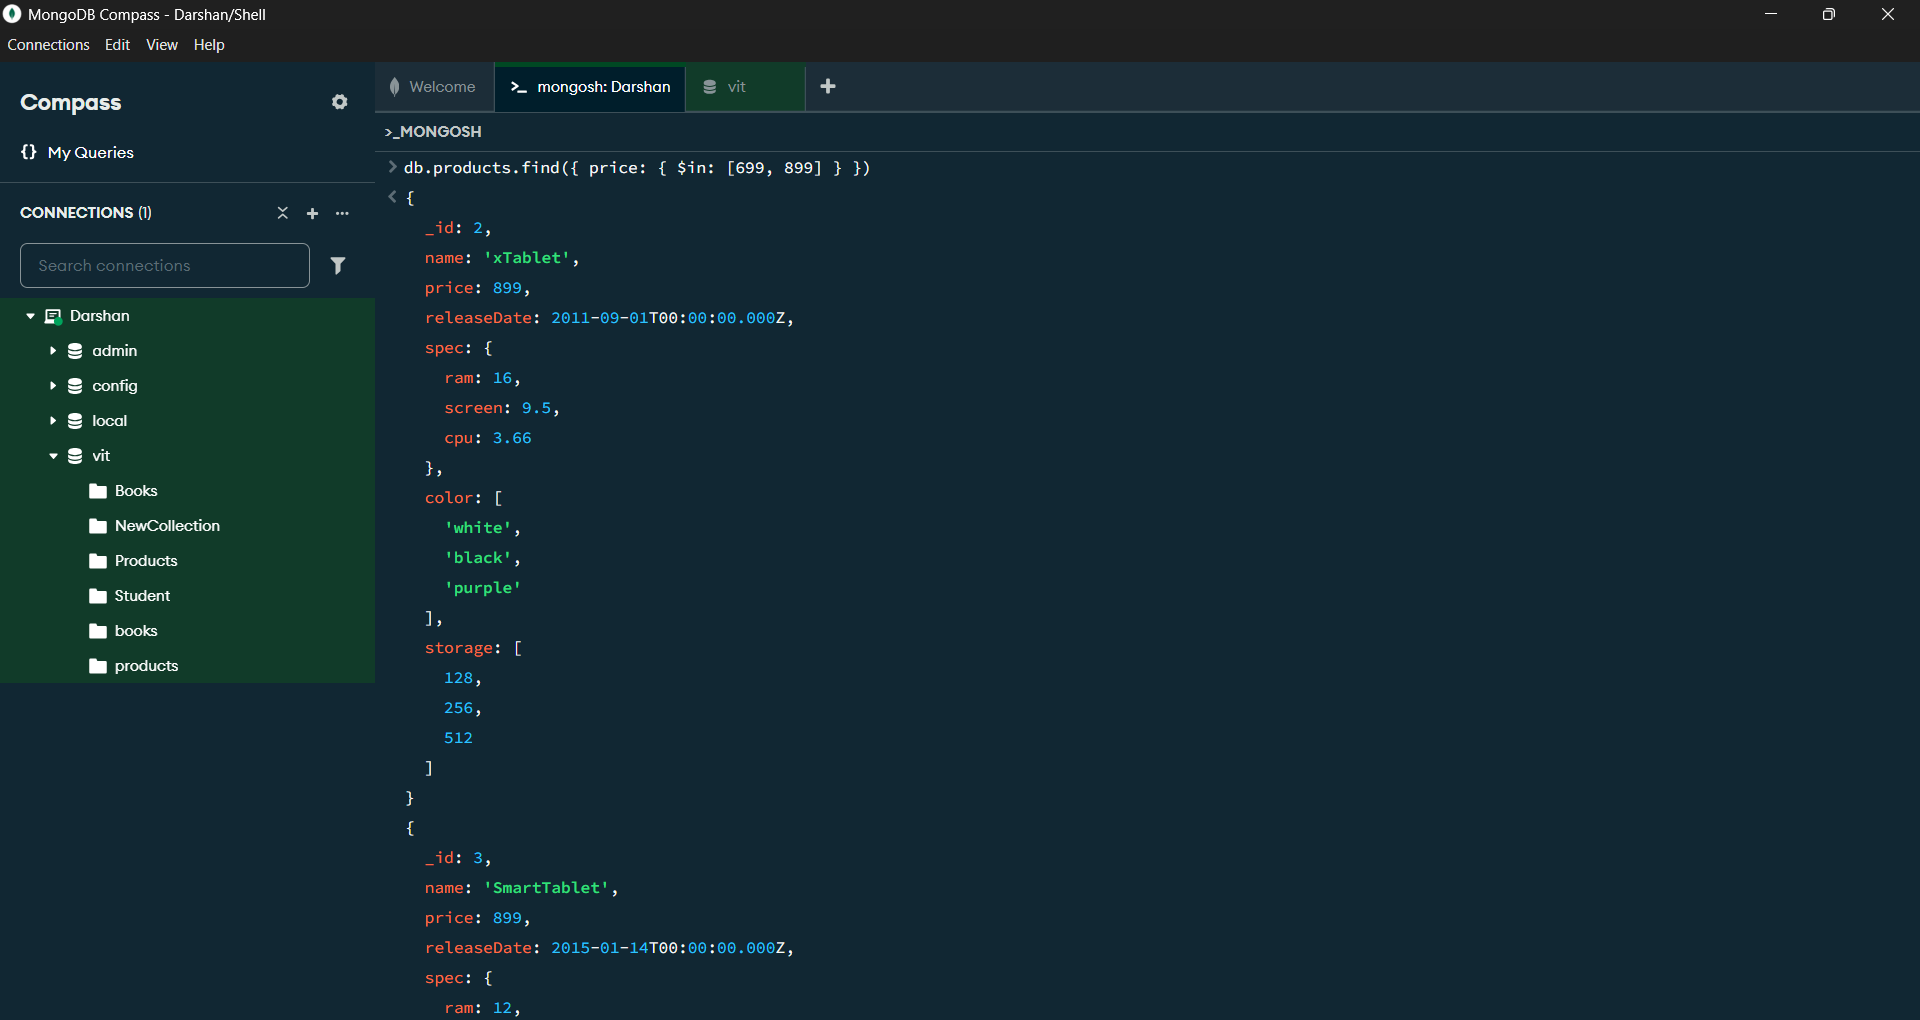 MongoDB Compass - Darshan/Shell
Connections Edit View Help
Compass
{} My Queries
CONNECTIONS (1)
Search connections
Darshan
admin
config
local
vit
Books
NewCollection
Products
Student
books
products
Welcome
>_ mongosh: Darshan
vit
>_MONGOSH
> db.products.find({ price: { $in: [699, 899] } })
< {
_id: 2,
name: 'xTablet',
price: 899,
releaseDate: 2011-09-01T00:00:00.000Z,
spec: {
ram: 16,
screen: 9.5,
cpu: 3.66
},
color: [
'white',
'black',
'purple'
],
storage: [
128,
256,
512
]
}
{
_id: 3,
name: 'SmartTablet',
price: 899,
releaseDate: 2015-01-14T00:00:00.000Z,
spec: {
ram: 12,